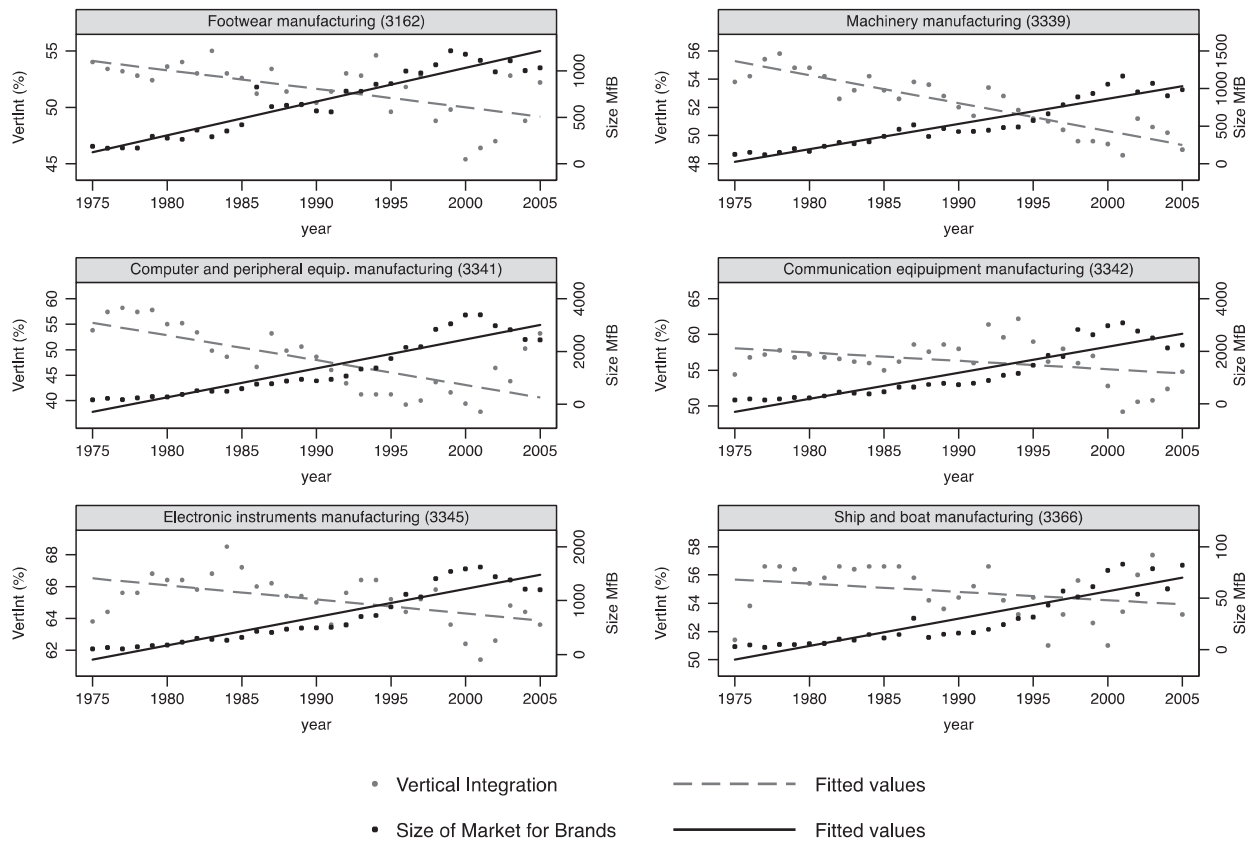 Footwear manufacturing (3162)
VertInt (%)
45 50 55
Size MfB
0 500 1000
1975 1980 1985 1990 1995 2000 2005
year
Machinery manufacturing (3339)
VertInt (%)
48 50 52 54 56
Size MfB
0 500 1000 1500
1975 1980 1985 1990 1995 2000 2005
year
Computer and peripheral equip. manufacturing (3341)
VertInt (%)
40 45 50 55 60
Size MfB
0 2000 4000
1975 1980 1985 1990 1995 2000 2005
year
Communication eqipuipment manufacturing (3342)
VertInt (%)
50 55 60 65
Size MfB
0 2000 4000
1975 1980 1985 1990 1995 2000 2005
year
Electronic instruments manufacturing (3345)
VertInt (%)
62 64 66 68
Size MfB
0 1000 2000
1975 1980 1985 1990 1995 2000 2005
year
Ship and boat manufacturing (3366)
VertInt (%)
50 52 54 56 58
Size MfB
0 50 100
1975 1980 1985 1990 1995 2000 2005
year
Vertical Integration Fitted values
Size of Market for Brands Fitted values